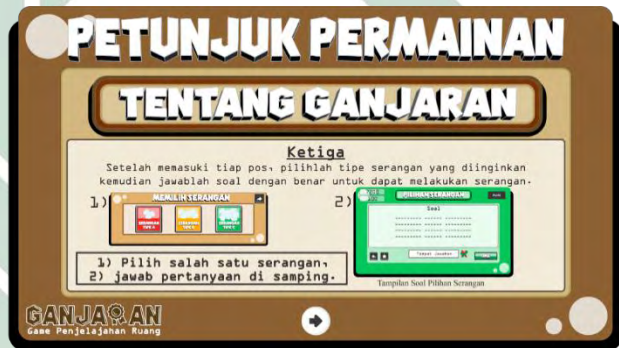 PETUNJUK PERMAINAN
TENTANG GANJARAN
Ketiga
Setelah memasuki tiap pos, pilihlah tipe serangan yang diinginkan
kemudian jawablah soal dengan benar untuk dapat melakukan serangan.
1)
MEMILIH SERANGAN
2)
PILIHAN SERANGAN
Soal
Tampilan Soal Pilihan Serangan
1) Pilih salah satu serangan,
2) jawab pertanyaan di samping.
GANJARAN
Game Penjelajahan Ruang